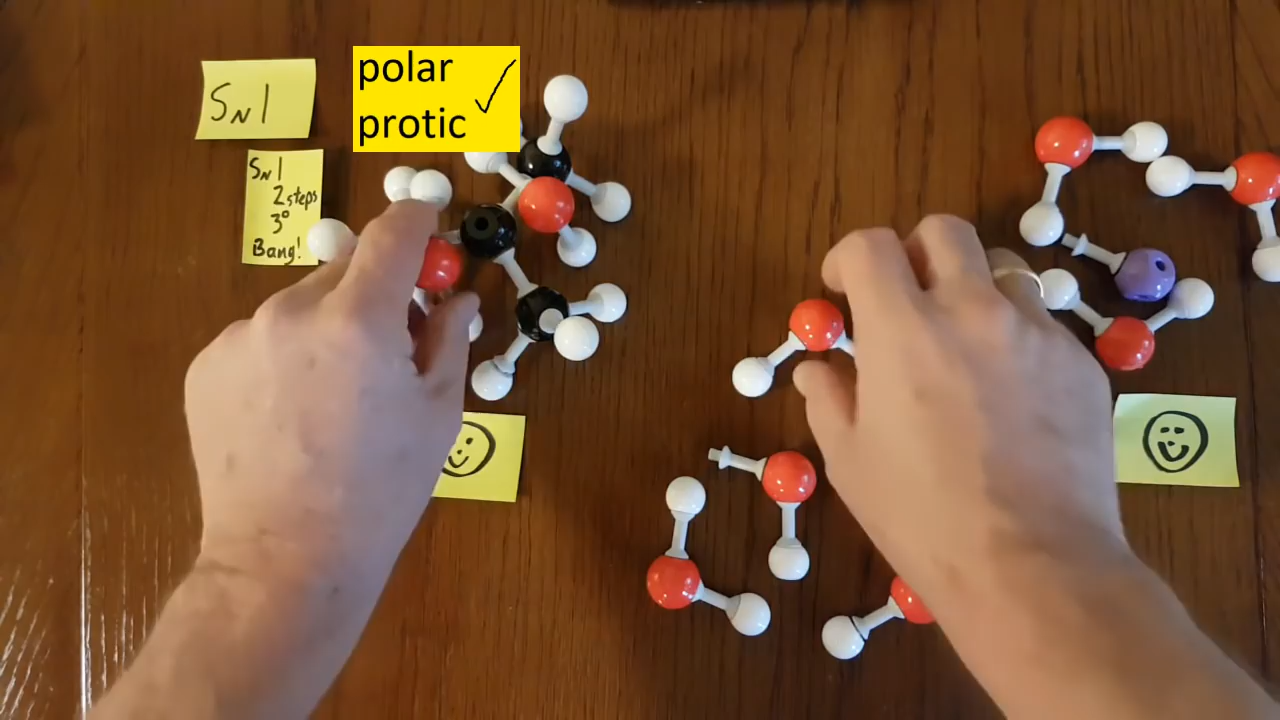 SN1
polar
protic ✓
SN1
2 steps
3°
Bang!